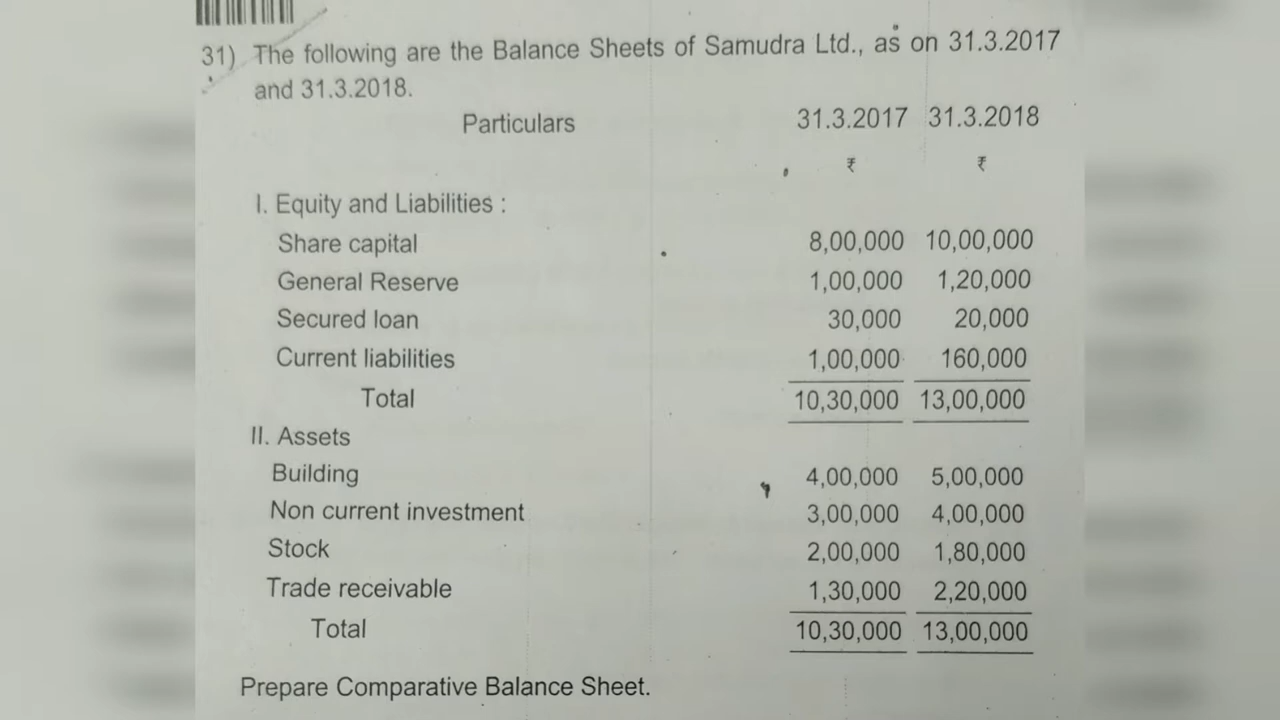 31) The following are the Balance Sheets of Samudra Ltd., as on 31.3.2017
and 31.3.2018.
Particulars 31.3.2017 31.3.2018
₹ ₹
I. Equity and Liabilities :
Share capital 8,00,000 10,00,000
General Reserve 1,00,000 1,20,000
Secured loan 30,000 20,000
Current liabilities 1,00,000 160,000
Total 10,30,000 13,00,000
II. Assets
Building 4,00,000 5,00,000
Non current investment 3,00,000 4,00,000
Stock 2,00,000 1,80,000
Trade receivable 1,30,000 2,20,000
Total 10,30,000 13,00,000
Prepare Comparative Balance Sheet.